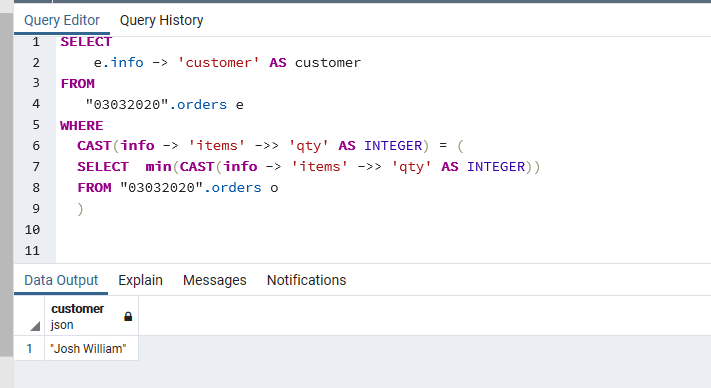 Query Editor Query History
1 SELECT
2 e.info -> 'customer' AS customer
3 FROM
4 "03032020".orders e
5 WHERE
6 CAST(info -> 'items' ->> 'qty' AS INTEGER) = (
7 SELECT min(CAST(info -> 'items' ->> 'qty' AS INTEGER))
8 FROM "03032020".orders o
9 )
10
11
Data Output Explain Messages Notifications
customer
json
1 "Josh William"